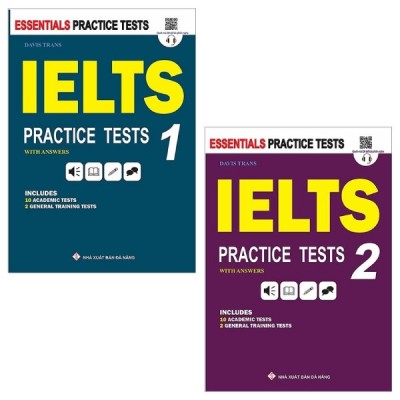 ESSENTIALS PRACTICE TESTS
DAVIS TRANS
IELTS
PRACTICE TESTS 1
WITH ANSWERS
INCLUDES
10 ACADEMIC TESTS
2 GENERAL TRAINING TESTS
NHÀ XUẤT BẢN ĐÀ NẴNG
ESSENTIALS PRACTICE TESTS
DAVIS TRANS
IELTS
PRACTICE TESTS 2
WITH ANSWERS
INCLUDES
10 ACADEMIC TESTS
2 GENERAL TRAINING TESTS
NHÀ XUẤT BẢN ĐÀ NẴNG